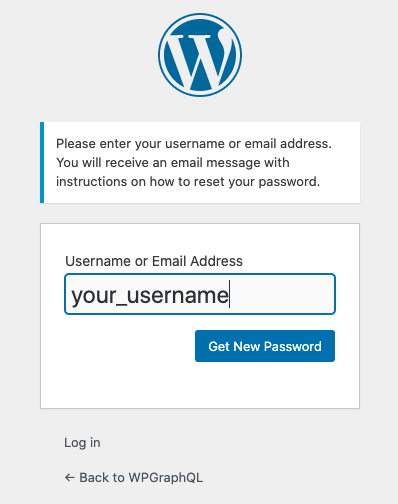 Please enter your username or email address.
You will receive an email message with
instructions on how to reset your password.
Username or Email Address
your_username
Get New Password
Log in
← Back to WPGraphQL